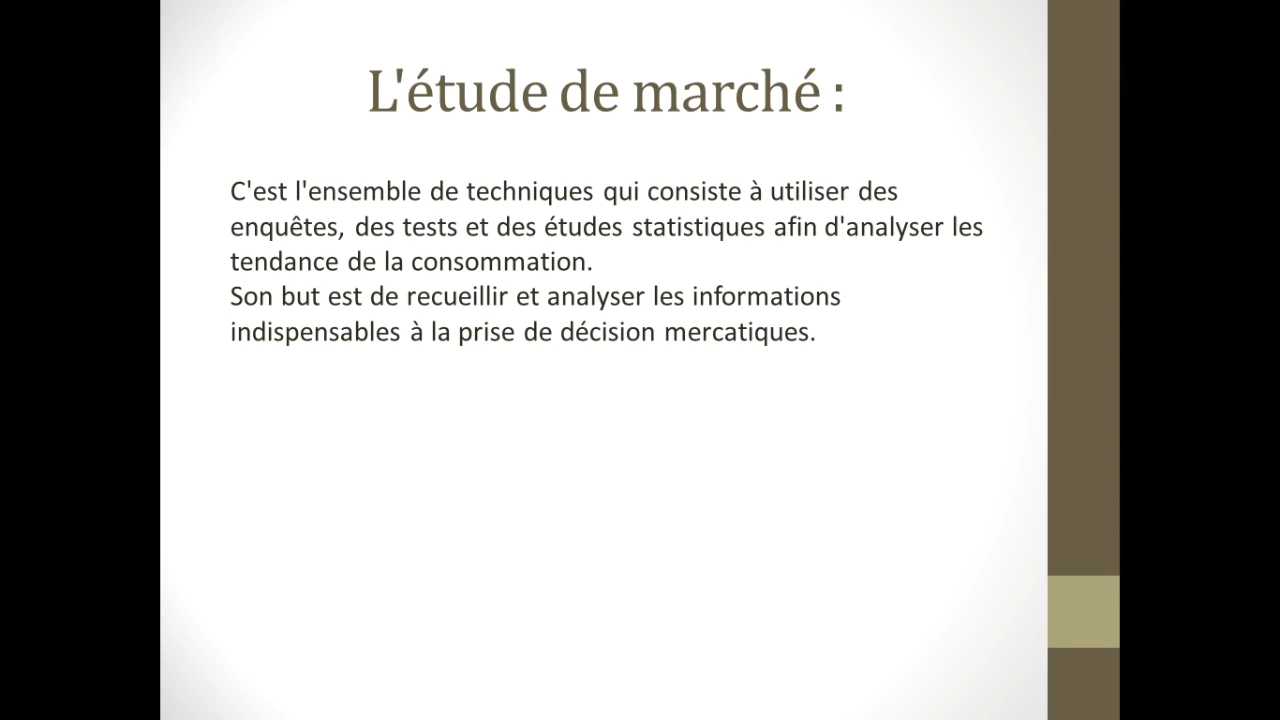 L'étude de marché :
C'est l'ensemble de techniques qui consiste à utiliser des
enquêtes, des tests et des études statistiques afin d'analyser les
tendance de la consommation.
Son but est de recueillir et analyser les informations
indispensables à la prise de décision mercatiques.